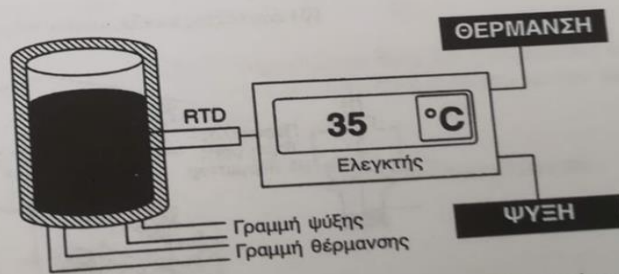 ΘΕΡΜΑΝΣΗ
RTD
35 °C
Ελεγκτής
Γραμμή ψύξης
Γραμμή θέρμανσης
ΨΥΞΗ